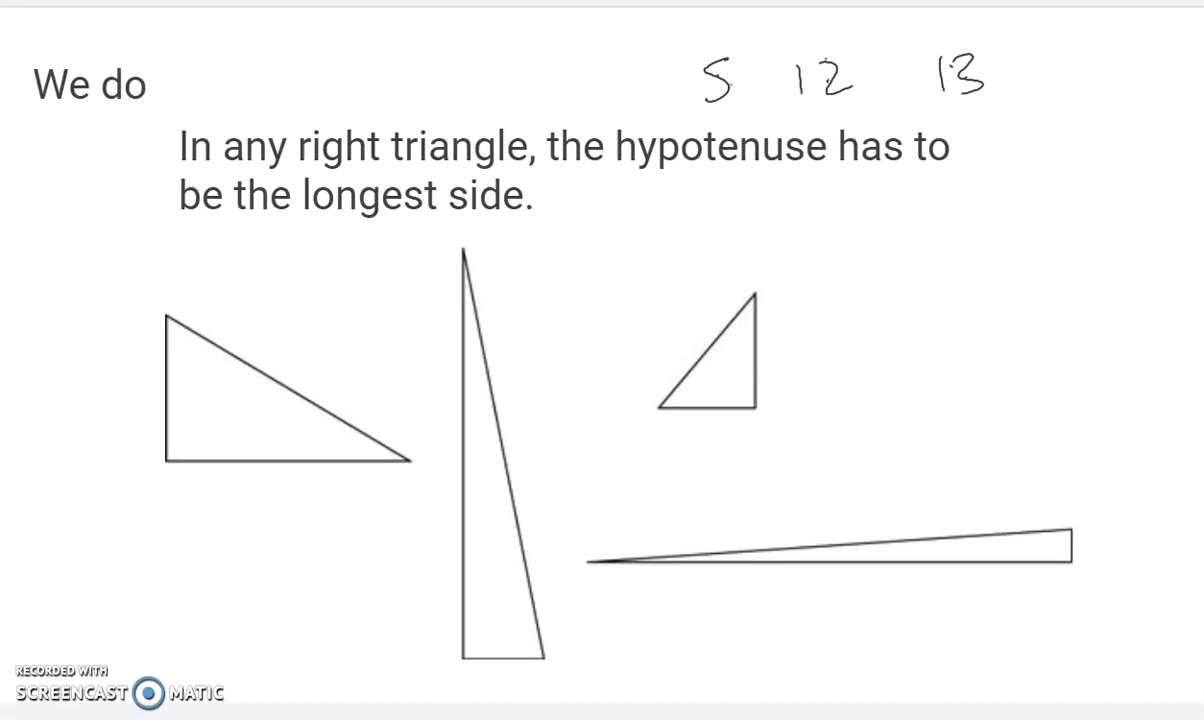 We do
5 12 13
In any right triangle, the hypotenuse has to
be the longest side.
RECORDED WITH
SCREENCAST MATIC